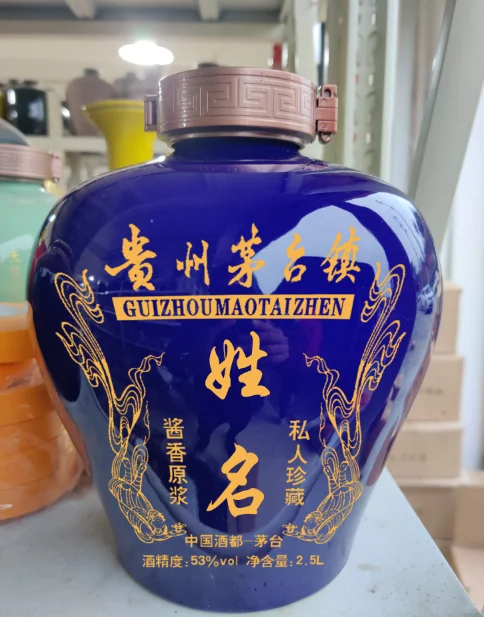 貴州茅台镇
GUIZHOUMAOTAIZHEN
姓名
酱香原浆
私人珍藏
中国酒都-茅台
酒精度:53%vol 净含量:2.5L